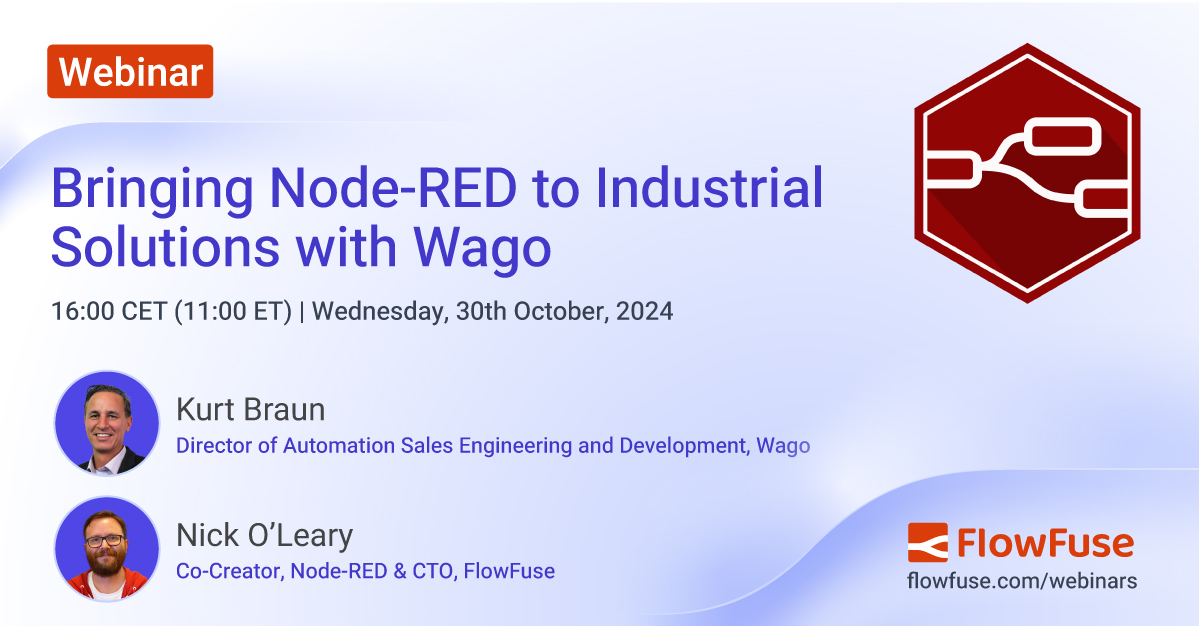 Webinar
Bringing Node-RED to Industrial
Solutions with Wago
16:00 CET (11:00 ET) | Wednesday, 30th October, 2024
Kurt Braun
Director of Automation Sales Engineering and Development, Wago
Nick O’Leary
Co-Creator, Node-RED & CTO, FlowFuse
FlowFuse
flowfuse.com/webinars